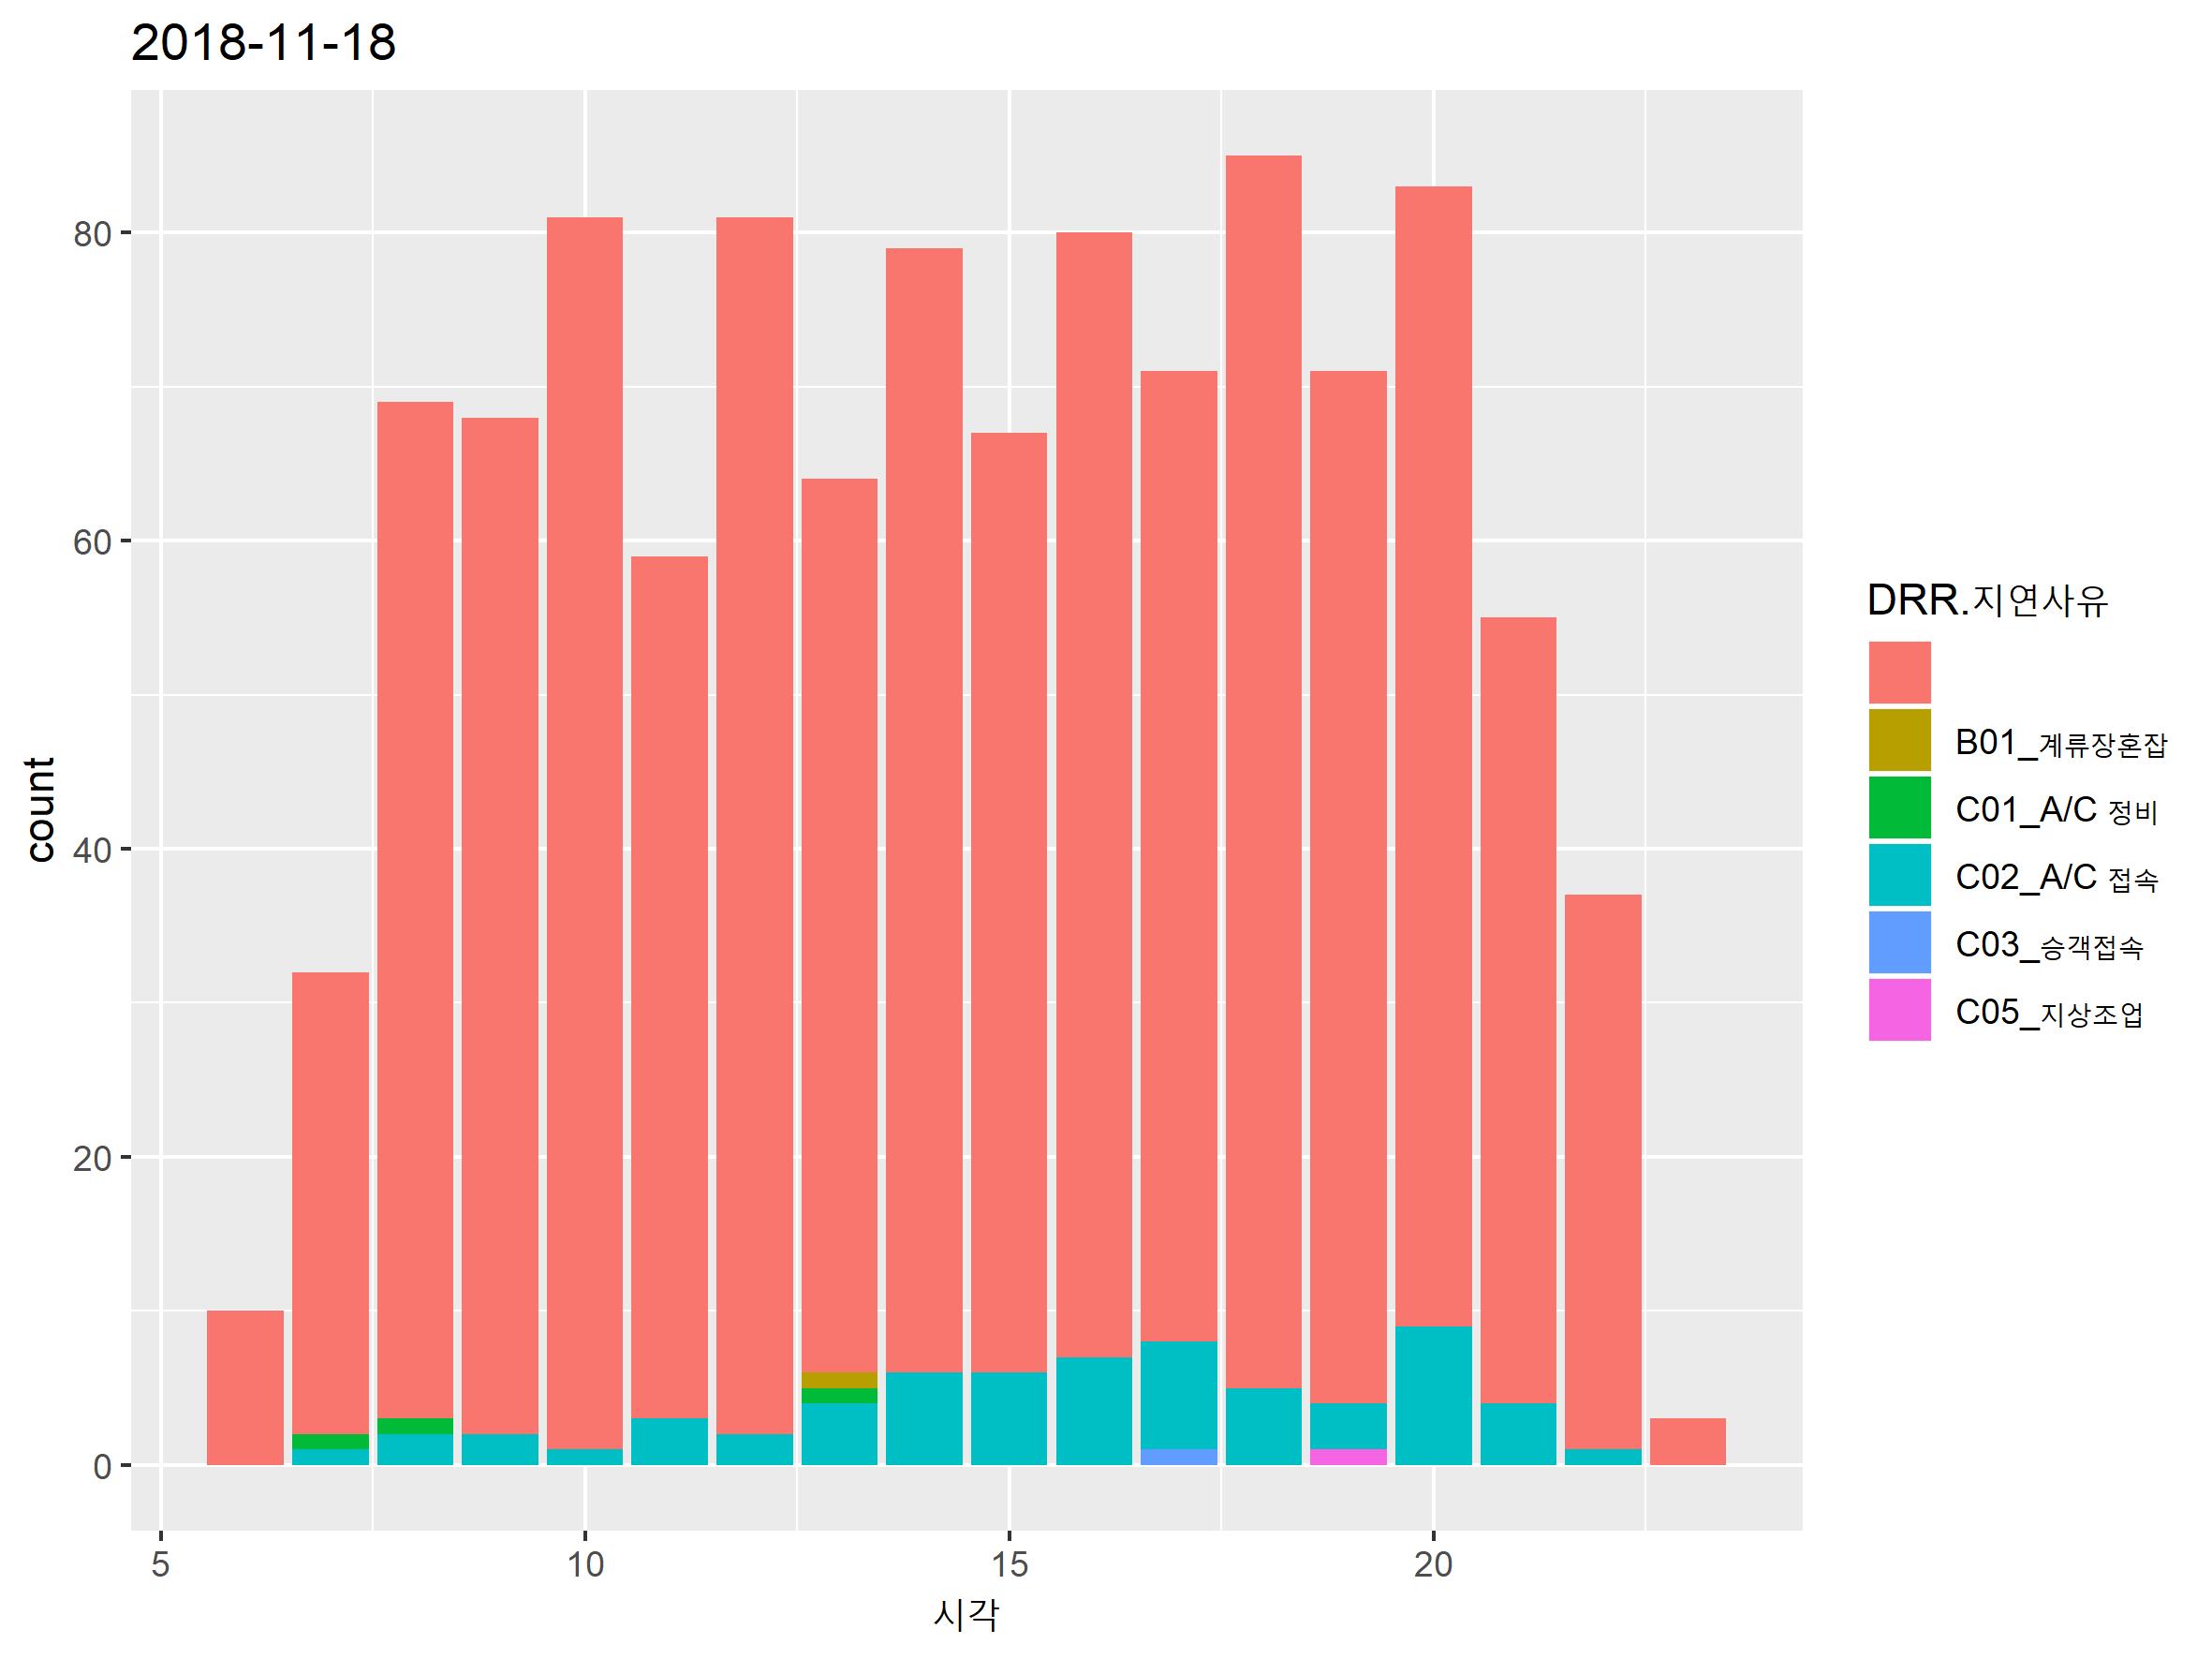 2018-11-18
count
80
60
40
20
0
5 10 15 20
시각
DRR.지연사유
B01_계류장혼잡
C01_A/C 정비
C02_A/C 접속
C03_승객접속
C05_지상조업